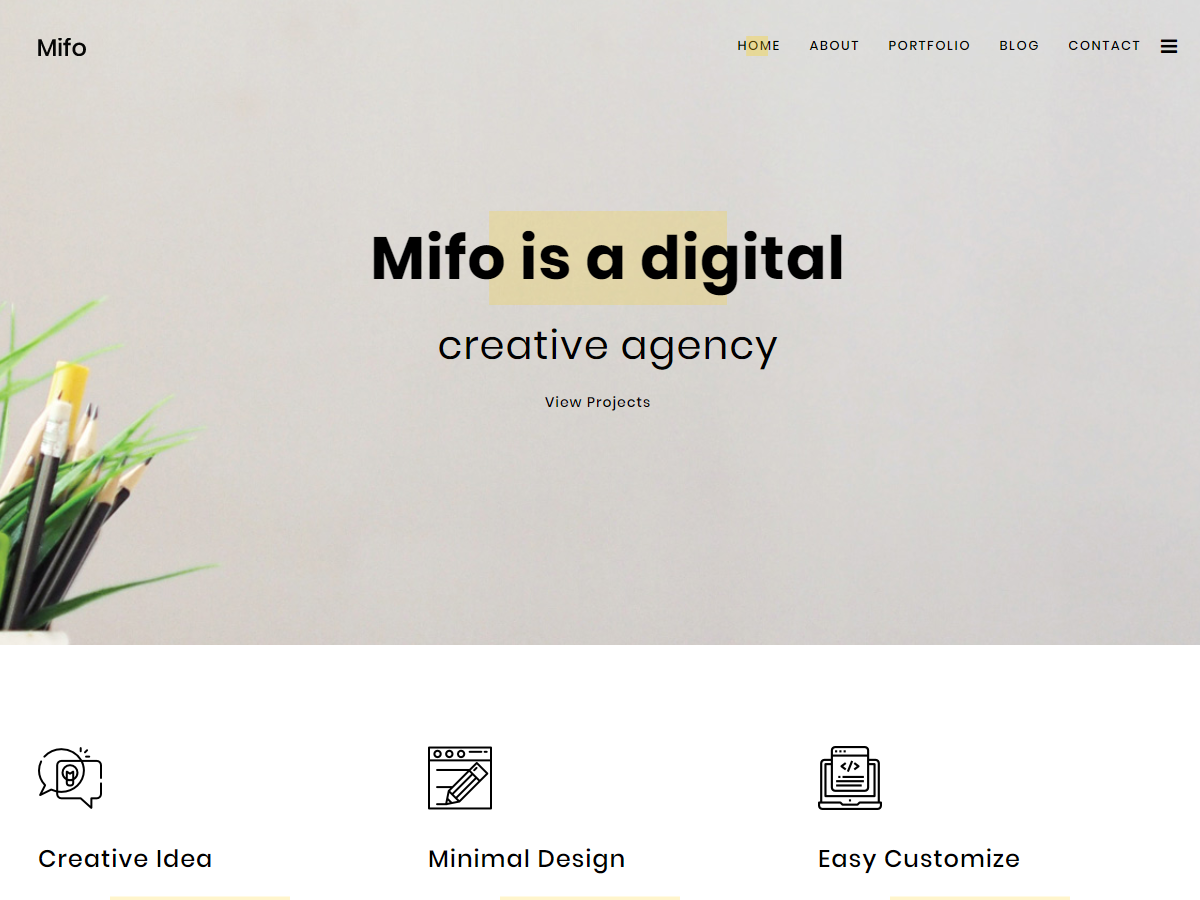 Mifo
HOME ABOUT PORTFOLIO BLOG CONTACT
Mifo is a digital
creative agency
View Projects
</>
Creative Idea
Minimal Design
Easy Customize